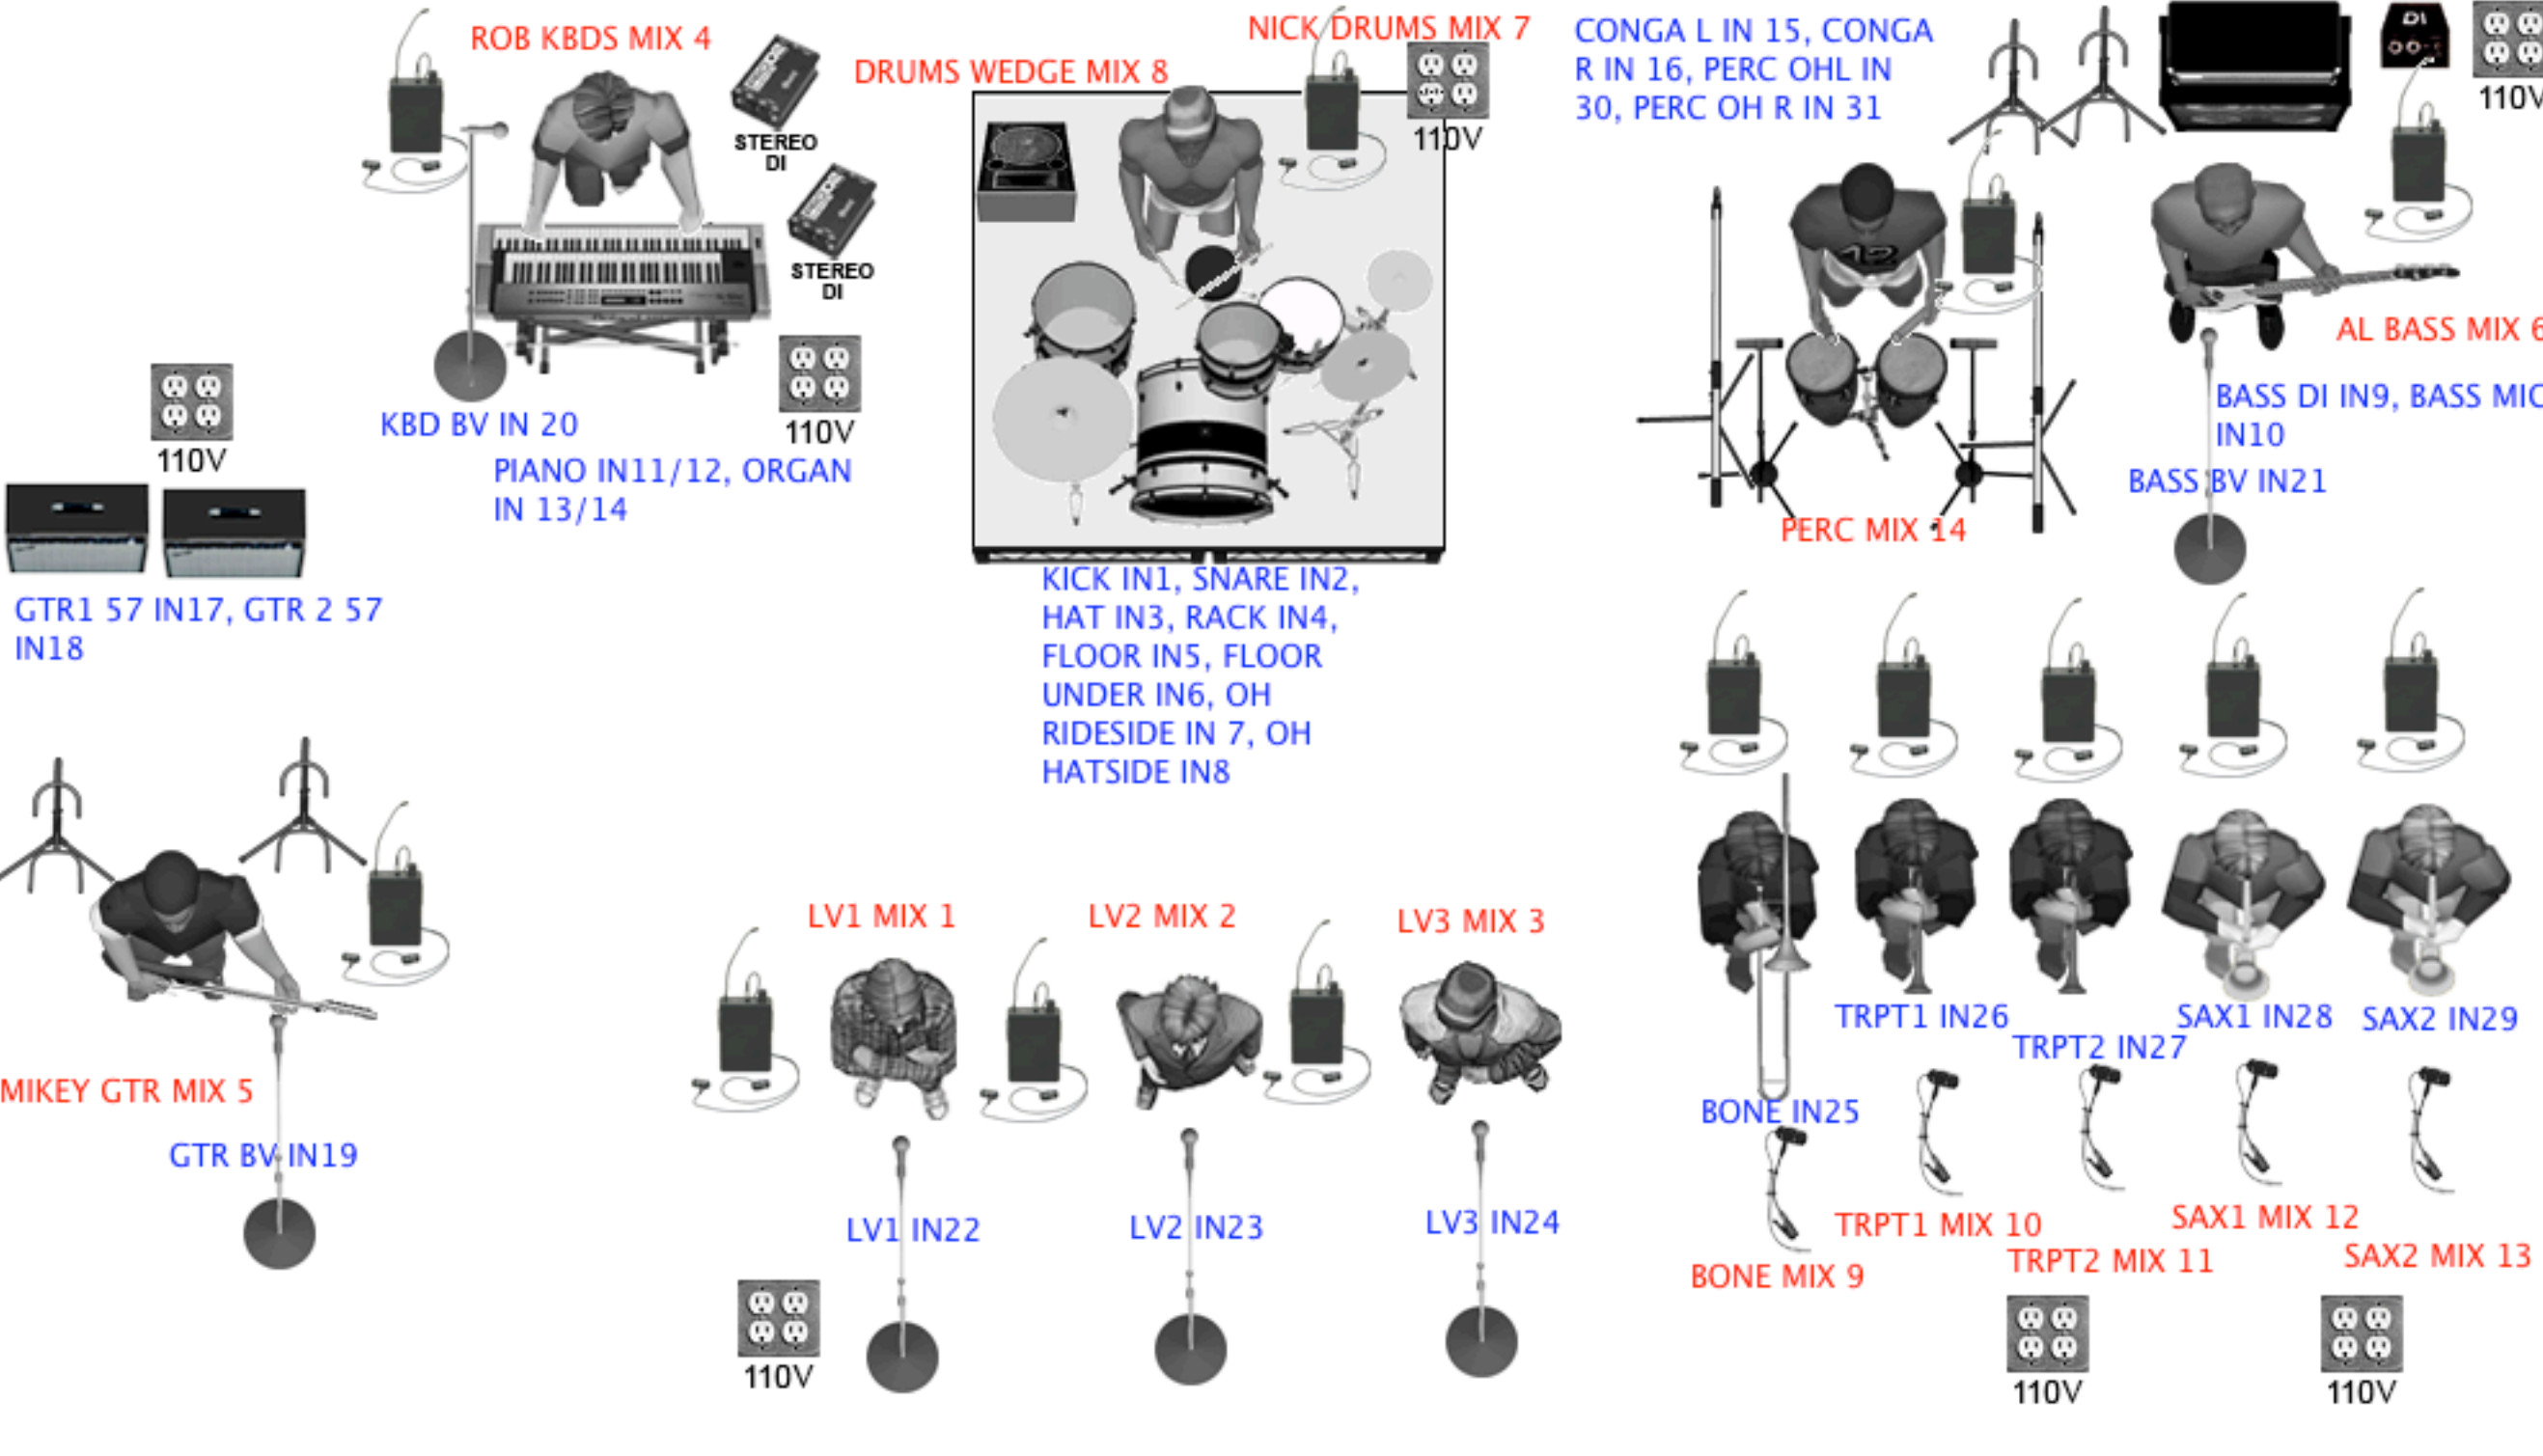 ROB KBDS MIX 4
STEREO
DI
STEREO
DI
110V
KBD BV IN 20
PIANO IN11/12, ORGAN
IN 13/14
DRUMS WEDGE MIX 8
NICK DRUMS MIX 7
110V
KICK IN1, SNARE IN2,
HAT IN3, RACK IN4,
FLOOR IN5, FLOOR
UNDER IN6, OH
RIDESIDE IN 7, OH
HATSIDE IN8
CONGA L IN 15, CONGA
R IN 16, PERC OHL IN
30, PERC OH R IN 31
12
PERC MIX 14
DI
110V
AL BASS MIX 6
BASS DI IN9, BASS MIC
IN10
BASS BV IN21
110V
GTR1 57 IN17, GTR 2 57
IN18
MIKEY GTR MIX 5
GTR BV IN19
LV1 MIX 1
LV2 MIX 2
LV3 MIX 3
LV1 IN22
LV2 IN23
LV3 IN24
110V
TRPT1 IN26
TRPT2 IN27
SAX1 IN28
SAX2 IN29
BONE IN25
TRPT1 MIX 10
TRPT2 MIX 11
SAX1 MIX 12
SAX2 MIX 13
BONE MIX 9
110V
110V